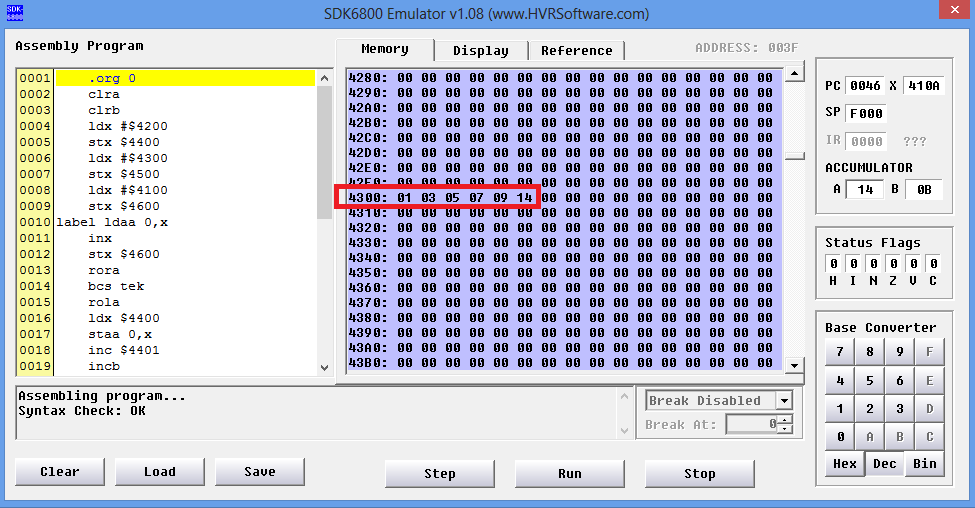 SDK-6800
SDK6800 Emulator v1.08 (www.HVRSoftware.com)
×
Assembly Program
Memory Display Reference ADDRESS: 003F
0001 .org 0
0002 clra
0003 clrb
0004 ldx #$4200
0005 stx $4400
0006 ldx #$4300
0007 stx $4500
0008 ldx #$4100
0009 stx $4600
0010 label ldaa 0,x
0011 inx
0012 stx $4600
0013 rora
0014 bcs tek
0015 rola
0016 ldx $4400
0017 staa 0,x
0018 inc $4401
0019 incb
4280: 00 00 00 00 00 00 00 00 00 00 00 00 00 00 00 00
4290: 00 00 00 00 00 00 00 00 00 00 00 00 00 00 00 00
42A0: 00 00 00 00 00 00 00 00 00 00 00 00 00 00 00 00
42B0: 00 00 00 00 00 00 00 00 00 00 00 00 00 00 00 00
42C0: 00 00 00 00 00 00 00 00 00 00 00 00 00 00 00 00
42D0: 00 00 00 00 00 00 00 00 00 00 00 00 00 00 00 00
42E0: 00 00 00 00 00 00 00 00 00 00 00 00 00 00 00 00
42F0: 00 00 00 00 00 00 00 00 00 00 00 00 00 00 00 00
4300: 01 03 05 07 09 14 00 00 00 00 00 00 00 00 00 00
4310: 00 00 00 00 00 00 00 00 00 00 00 00 00 00 00 00
4320: 00 00 00 00 00 00 00 00 00 00 00 00 00 00 00 00
4330: 00 00 00 00 00 00 00 00 00 00 00 00 00 00 00 00
4340: 00 00 00 00 00 00 00 00 00 00 00 00 00 00 00 00
4350: 00 00 00 00 00 00 00 00 00 00 00 00 00 00 00 00
4360: 00 00 00 00 00 00 00 00 00 00 00 00 00 00 00 00
4370: 00 00 00 00 00 00 00 00 00 00 00 00 00 00 00 00
4380: 00 00 00 00 00 00 00 00 00 00 00 00 00 00 00 00
4390: 00 00 00 00 00 00 00 00 00 00 00 00 00 00 00 00
43A0: 00 00 00 00 00 00 00 00 00 00 00 00 00 00 00 00
43B0: 00 00 00 00 00 00 00 00 00 00 00 00 00 00 00 00
PC 0046 X 410A
SP F000
IR 0000 ???
ACCUMULATOR
A 14 B 0B
Status Flags
0 0 0 0 0 0
H I N Z V C
Base Converter
7 8 9 F
4 5 6 E
1 2 3 D
0 A B C
Hex Dec Bin
Assembling program...
Syntax Check: OK
Break Disabled
Break At: 0
Clear Load Save Step Run Stop